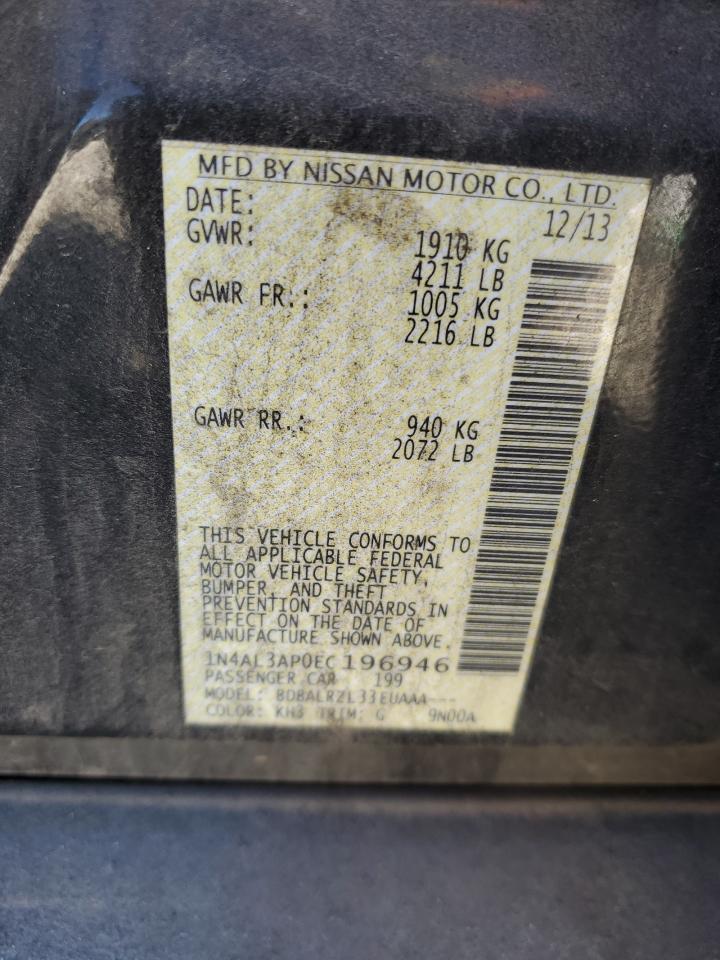 MFD BY NISSAN MOTOR CO., LTD.
DATE: 12/13
GVWR: 1910 KG
4211 LB
GAWR FR.: 1005 KG
2216 LB
GAWR RR.: 940 KG
2072 LB
THIS VEHICLE CONFORMS TO
ALL APPLICABLE FEDERAL
MOTOR VEHICLE SAFETY,
BUMPER, AND THEFT
PREVENTION STANDARDS IN
EFFECT ON THE DATE OF
MANUFACTURE SHOWN ABOVE.
1N4AL3AP0EC196946
PASSENGER CAR 199
MODEL: BDBALRZL33EUAAA---
COLOR: KH3 TRIM: G 9N00A